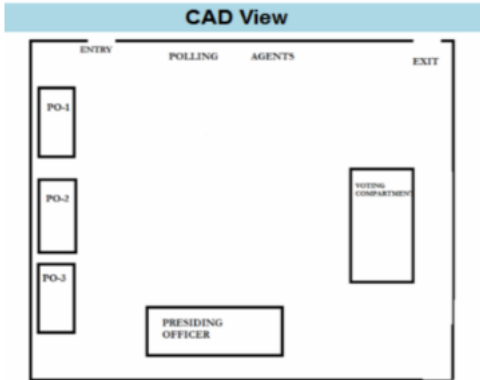 CAD View
ENTRY
POLLING AGENTS
EXIT
PO-1
PO-2
VOTING
COMPARTMENT
PO-3
PRESIDING
OFFICER